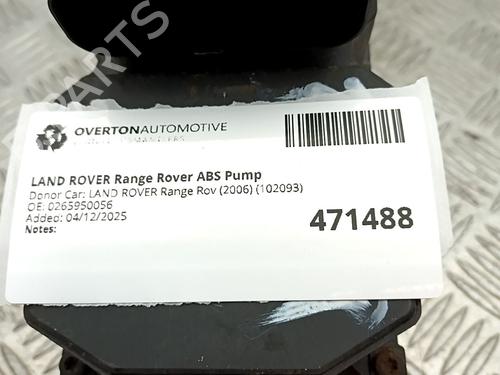 PARTS
OVERTONAUTOMOTIVE
LAND ROVER Range Rover ABS Pump
Donor Car: LAND ROVER Range Rov (2006) (102093)
OE: 0265950056
Added: 04/12/2025
Notes:
471488